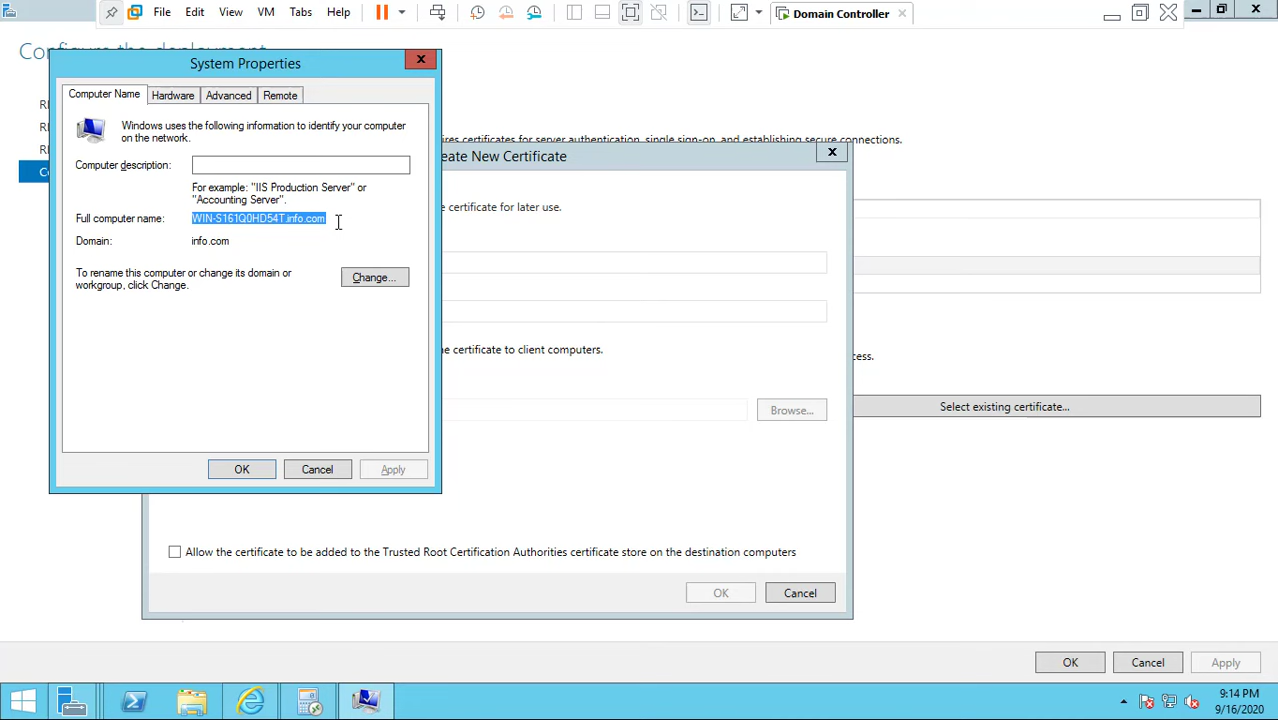 File Edit View VM Tabs Help
Domain Controller
Configure the deployment
System Properties
Computer Name Hardware Advanced Remote
Windows uses the following information to identify your computer
on the network.
Computer description:
For example: "IIS Production Server" or
"Accounting Server".
Full computer name: WIN-S161Q0HD54T.info.com
Domain: info.com
To rename this computer or change its domain or
workgroup, click Change.
Change...
OK Cancel Apply
certificates for server authentication, single sign-on, and establishing secure connections.
eate New Certificate
certificate for later use.
the certificate to client computers.
Browse...
Select existing certificate...
Allow the certificate to be added to the Trusted Root Certification Authorities certificate store on the destination computers
OK Cancel
OK Cancel Apply
9:14 PM
9/16/2020